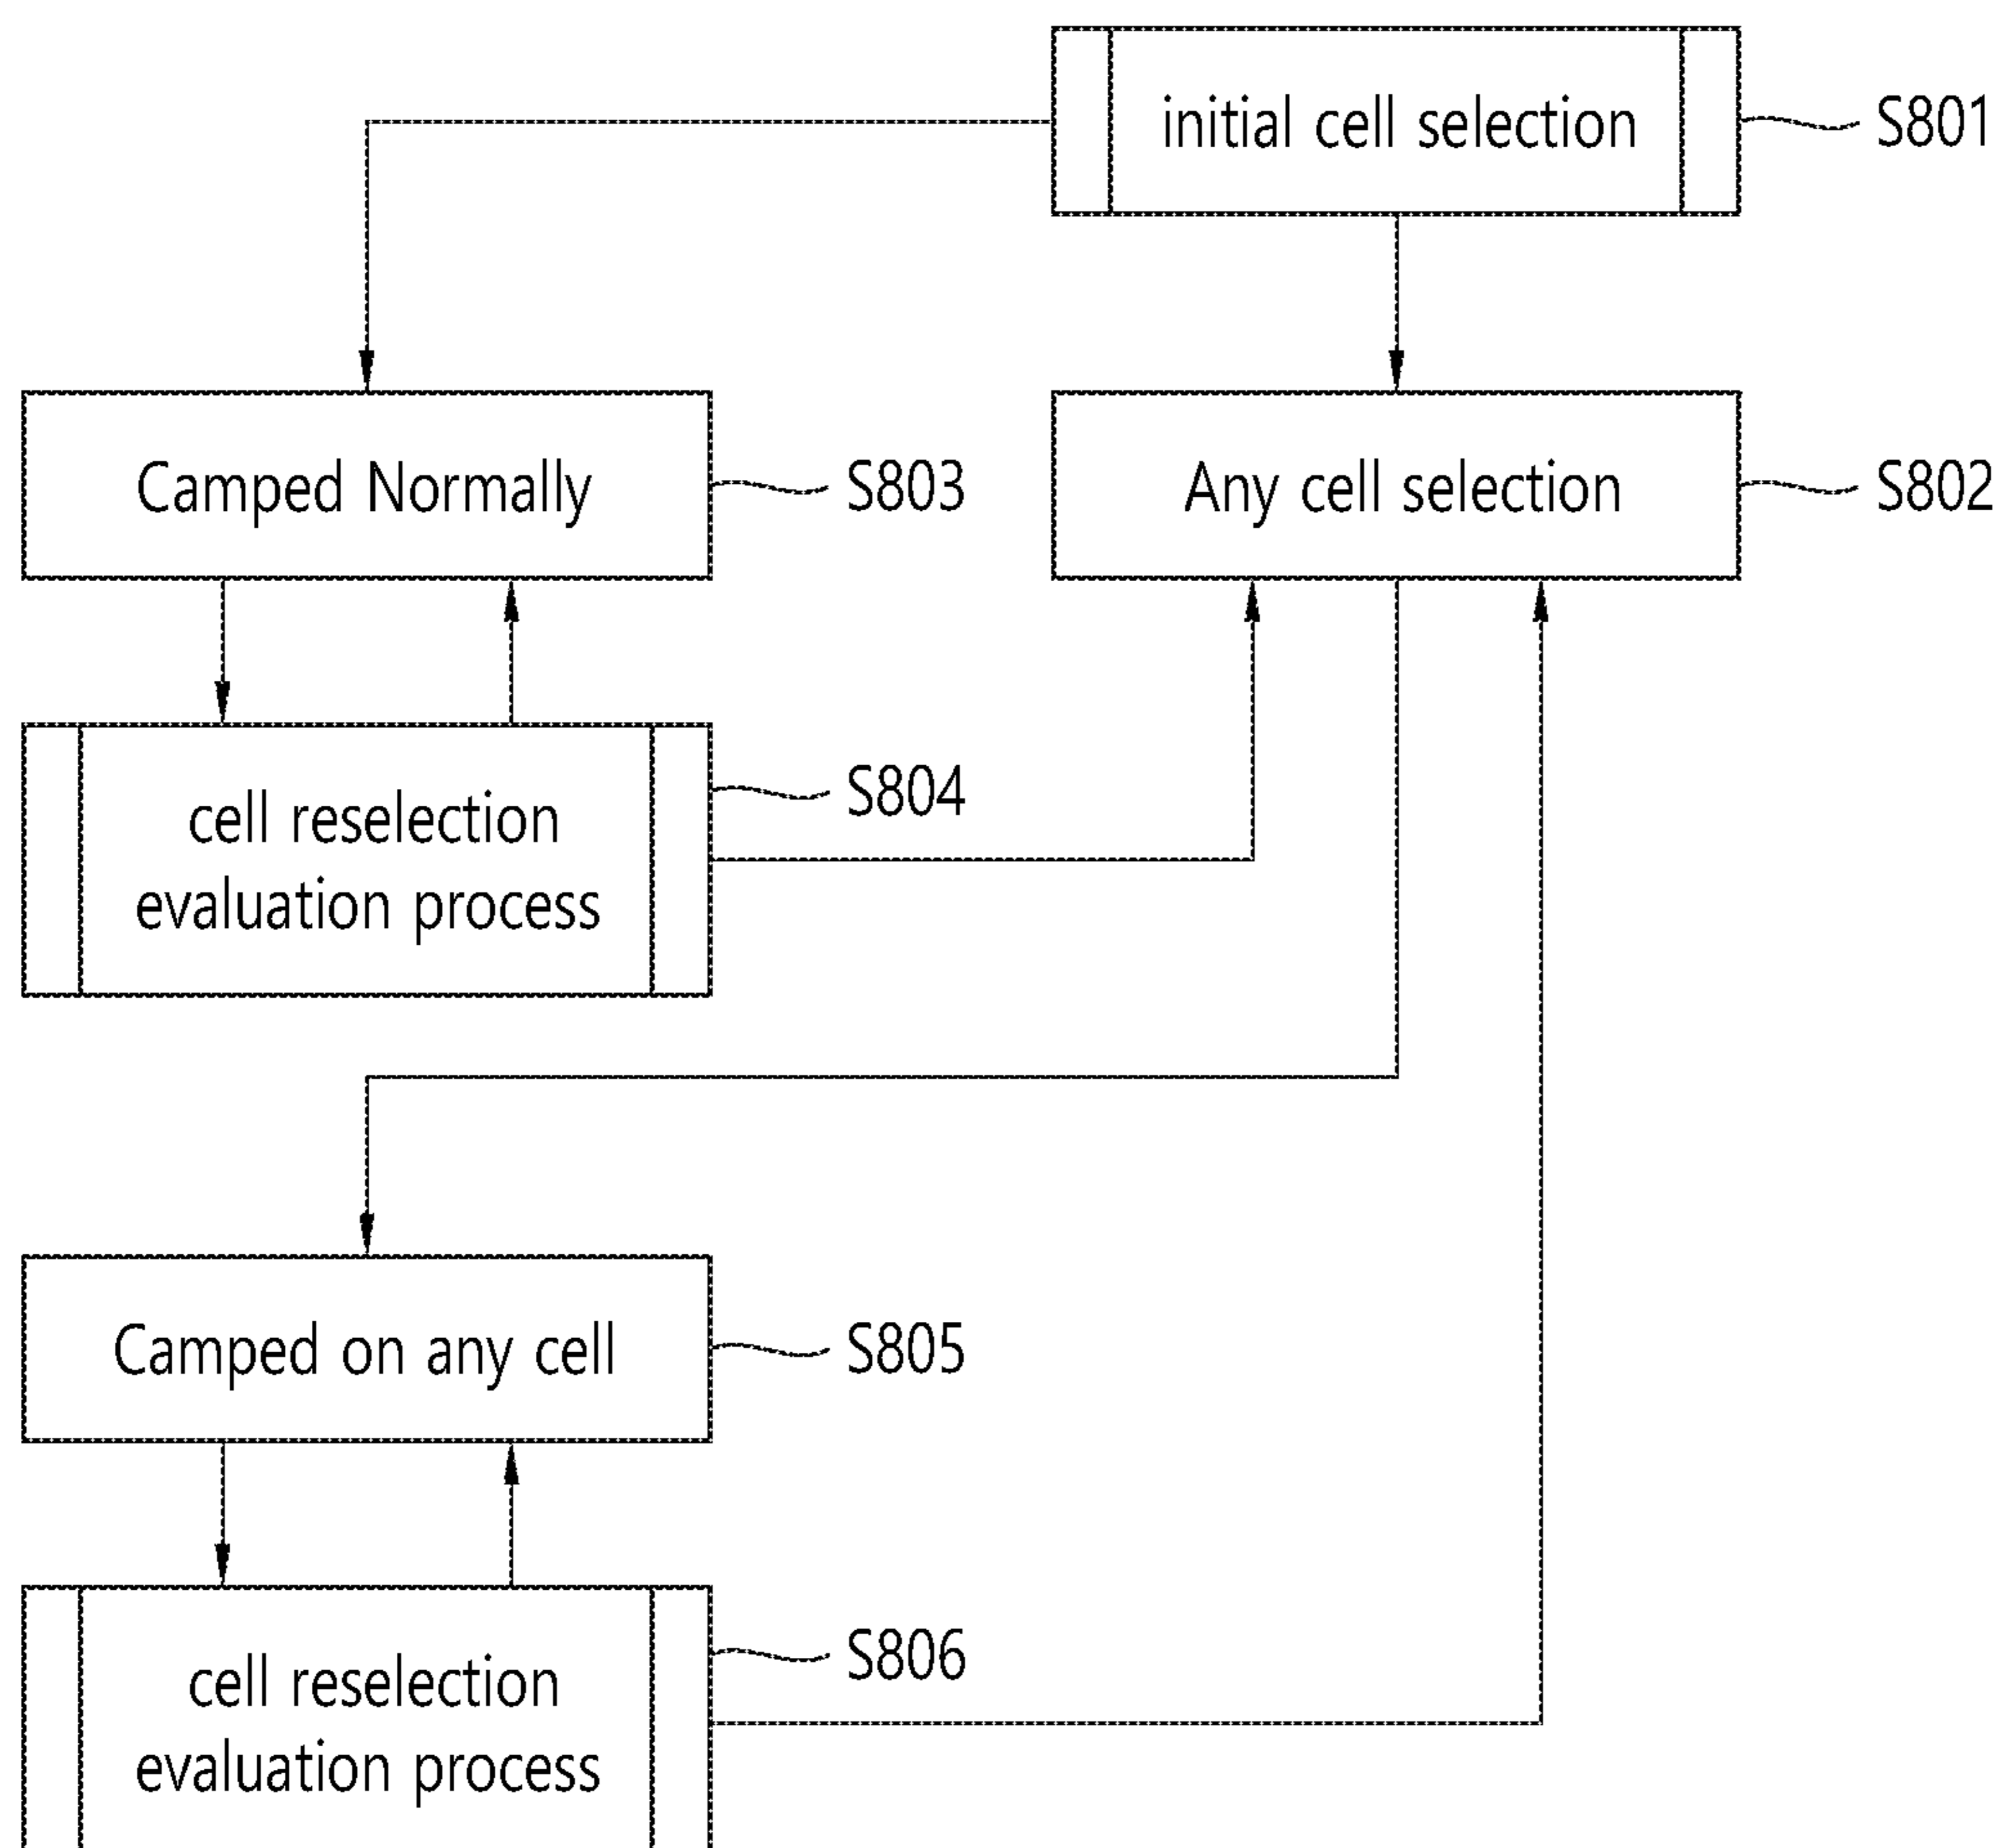 initial cell selection
S801
Camped Normally
S803
Any cell selection
S802
cell reselection
evaluation process
S804
Camped on any cell
S805
cell reselection
evaluation process
S806